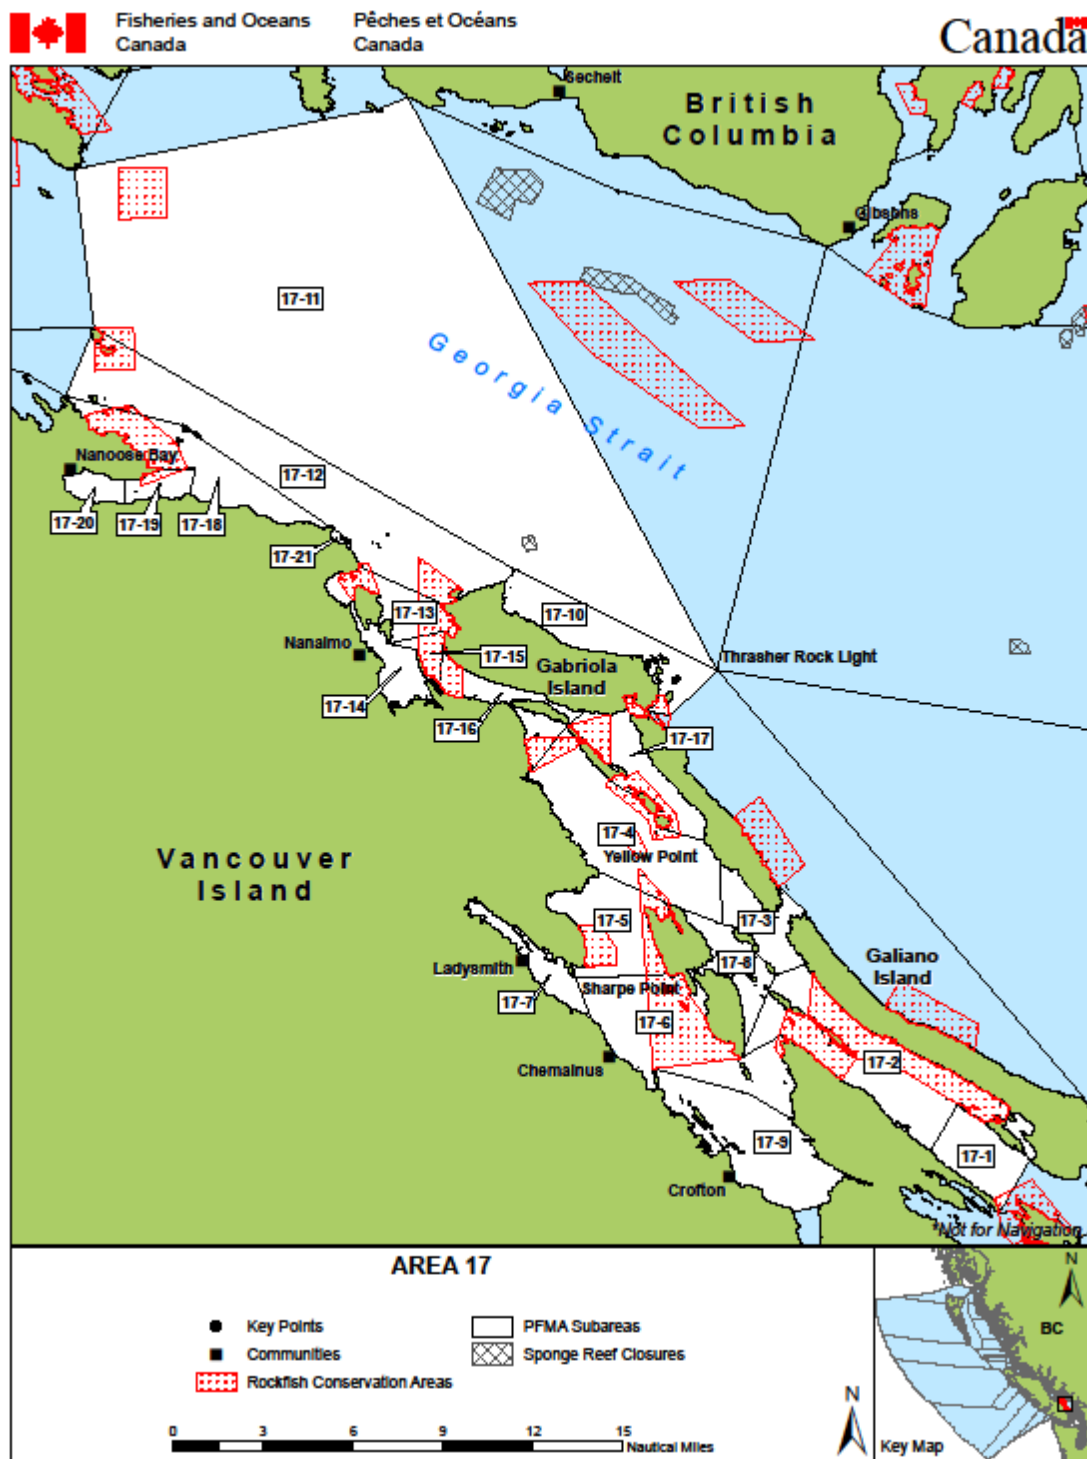 Fisheries and Oceans
Canada
Pêches et Océans
Canada
Canada
Sechelt
British
Columbia
Gibsons
17-11
Georgia Strait
Nanoose Bay
17-12
17-20
17-19
17-18
17-21
17-13
17-10
Nanaimo
17-15
Thrasher Rock Light
Gabriola
Island
17-14
17-16
17-17
17-4
Yellow Point
Vancouver
Island
17-5
17-3
17-8
Galiano
Island
Ladysmith
Sharpe Point
17-7
17-6
17-2
Chemainus
17-9
17-1
Crofton
*Not for Navigation
AREA 17
Key Points
Communities
Rockfish Conservation Areas
PFMA Subareas
Sponge Reef Closures
0 3 6 9 12 15
Nautical Miles
N
N
BC
Key Map